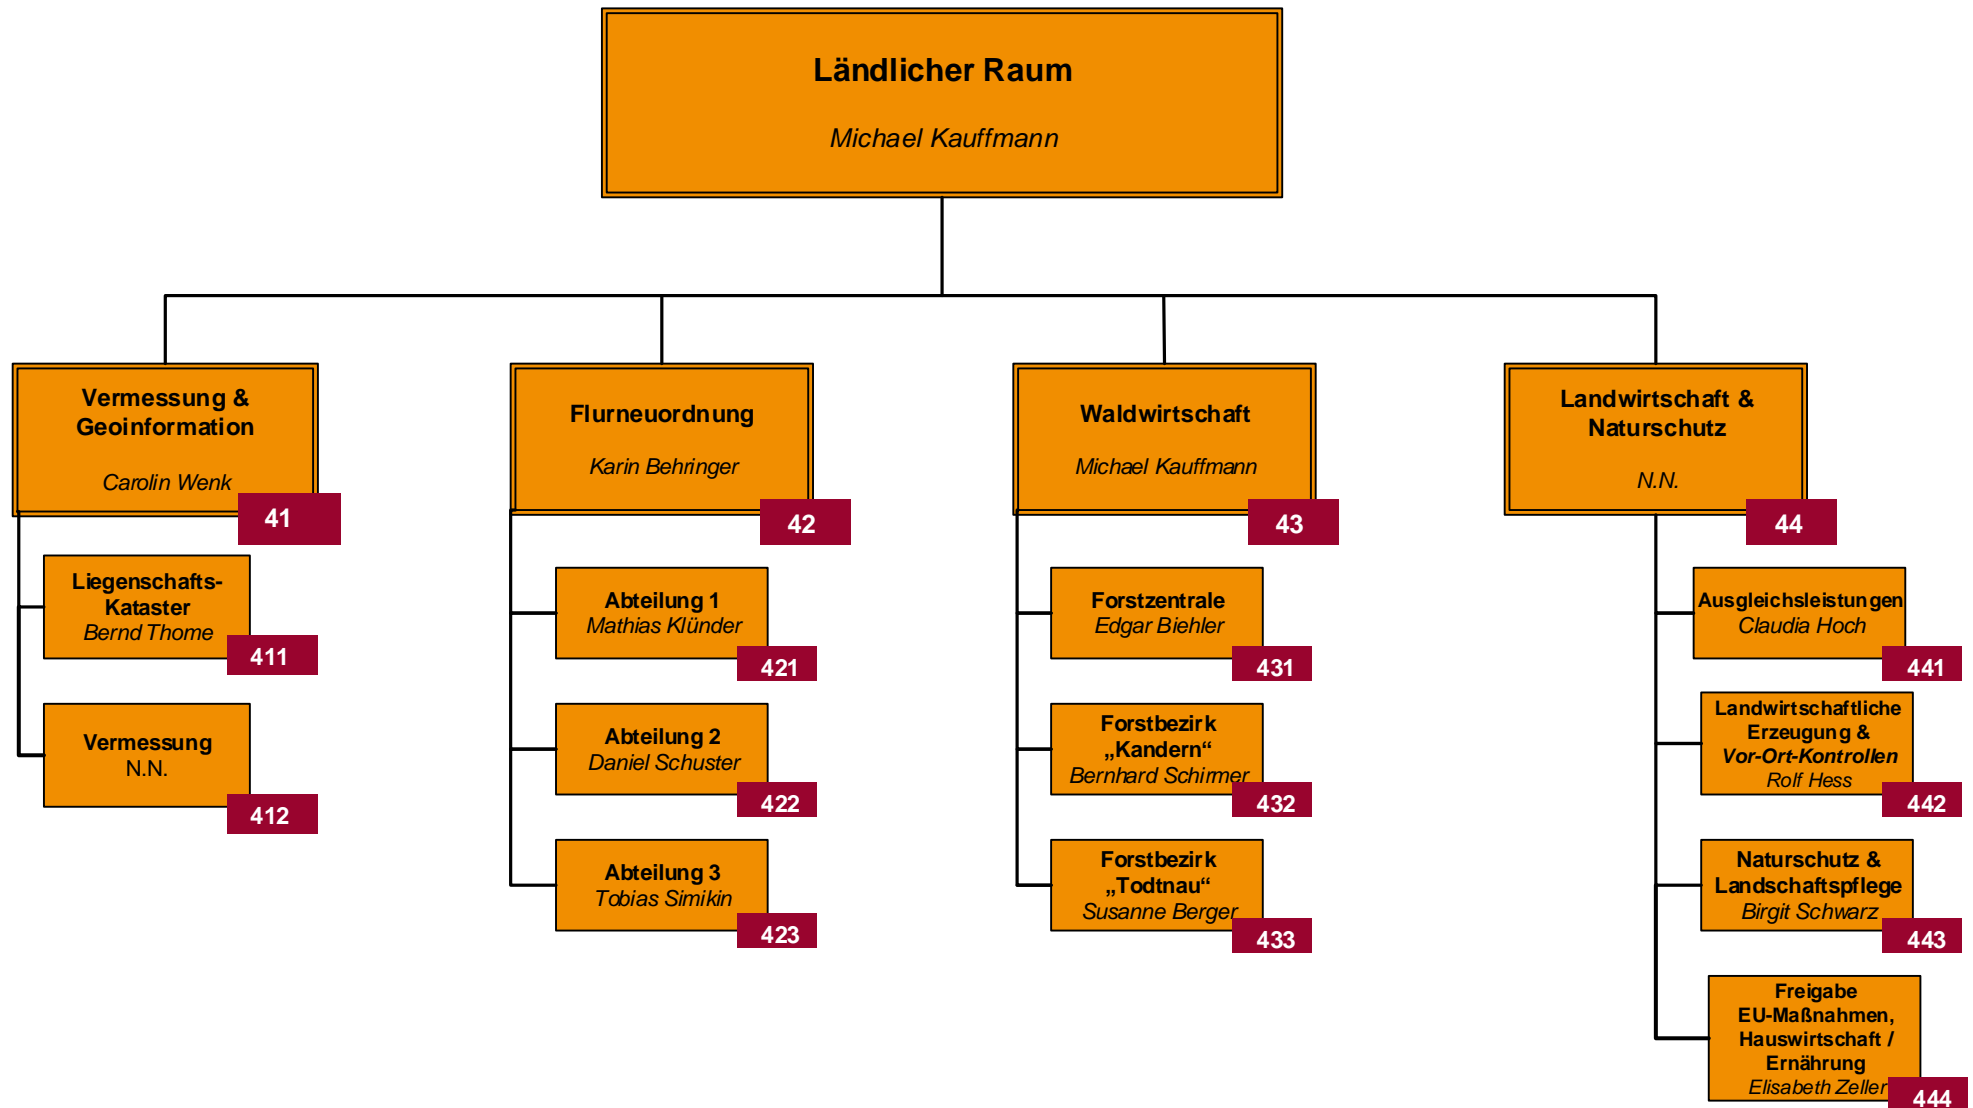 Ländlicher Raum
Michael Kauffmann
Vermessung &
Geoinformation
Carolin Wenk
41
Liegenschafts-
Kataster
Bernd Thome
411
Vermessung
N.N.
412
Flurneuordnung
Karin Behringer
42
Abteilung 1
Mathias Klünder
421
Abteilung 2
Daniel Schuster
422
Abteilung 3
Tobias Simikin
423
Waldwirtschaft
Michael Kauffmann
43
Forstzentrale
Edgar Biehler
431
Forstbezirk
„Kandern“
Bernhard Schirmer
432
Forstbezirk
„Todtnau“
Susanne Berger
433
Landwirtschaft &
Naturschutz
N.N.
44
Ausgleichsleistungen
Claudia Hoch
441
Landwirtschaftliche
Erzeugung &
Vor-Ort-Kontrollen
Rolf Hess
442
Naturschutz &
Landschaftspflege
Birgit Schwarz
443
Freigabe
EU-Maßnahmen,
Hauswirtschaft /
Ernährung
Elisabeth Zeller
444